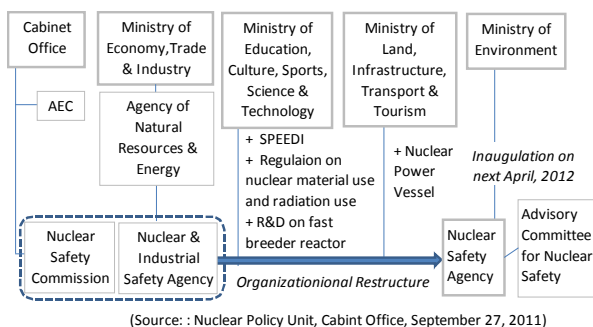 Cabinet
Office
Ministry of
Economy,Trade
& Industry
Ministry of
Education,
Culture, Sports,
Science &
Technology
Ministry of
Land,
Infrastructure,
Transport &
Tourism
Ministry of
Environment
AEC
Agency of
Natural
Resources &
Energy
+ SPEEDI
+ Regulaion on
nuclear material use
and radiation use
+ R&D on fast
breeder reactor
+ Nuclear
Power
Vessel
Inaugulation on
next April, 2012
Nuclear
Safety
Commission
Nuclear &
Industrial
Safety Agency
Organizationional Restructure
Nuclear
Safety
Agency
Advisory
Committee
for Nuclear
Safety
(Source: : Nuclear Policy Unit, Cabint Office, September 27, 2011)